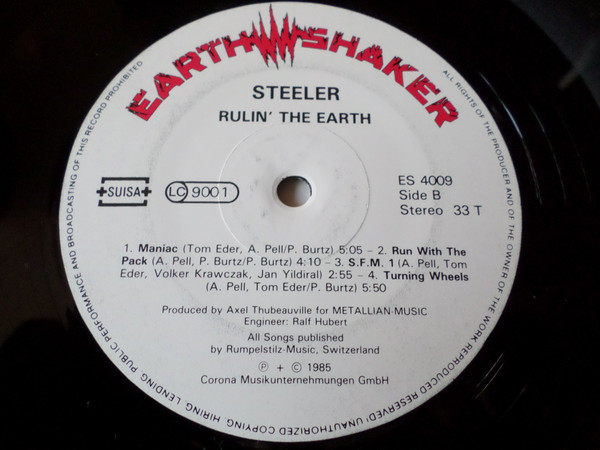 EARTHSHAKER
STEELER
RULIN' THE EARTH
SUISA
LC 9001
ES 4009
Side B
Stereo 33 T
1. Maniac (Tom Eder, A. Pell/P. Burtz) 5:05 – 2. Run With The
Pack (A. Pell, P. Burtz/P. Burtz) 4:10 – 3. S.F.M. 1 (A. Pell, Tom
Eder, Volker Krawczak, Jan Yildiral) 2:55 – 4. Turning Wheels
(A. Pell, Tom Eder/P. Burtz) 5:50
Produced by Axel Thubeauville for METALLIAN-MUSIC
Engineer: Ralf Hubert
All Songs published
by Rumpelstilz-Music, Switzerland
Ⓟ + © 1985
Corona Musikunternehmungen GmbH
ALL RIGHTS OF THE PRODUCER AND OF THE OWNER OF THE WORK REPRODUCED RESERVED. UNAUTHORIZED COPYING, HIRING, LENDING, PUBLIC PERFORMANCE AND BROADCASTING OF THIS RECORD PROHIBITED